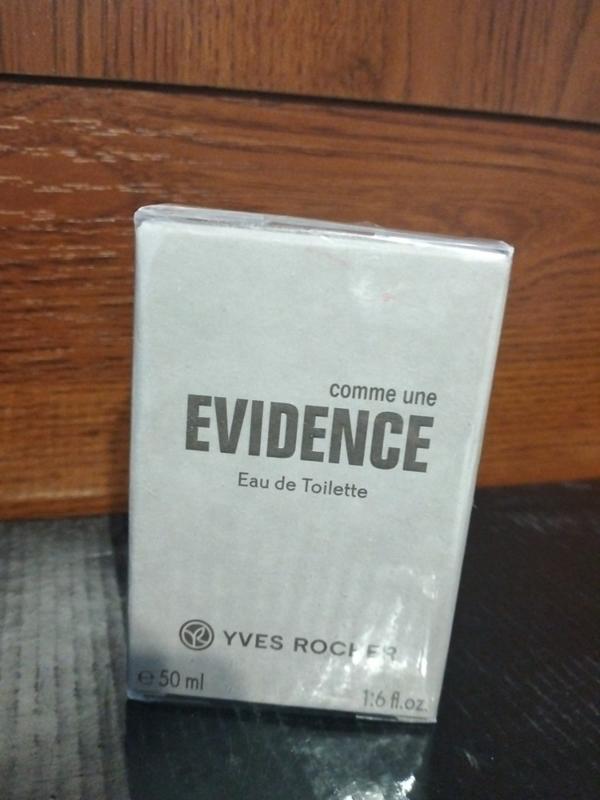 comme une
EVIDENCE
Eau de Toilette
YVES ROCHER
℮ 50 ml
1.6 fl.oz.